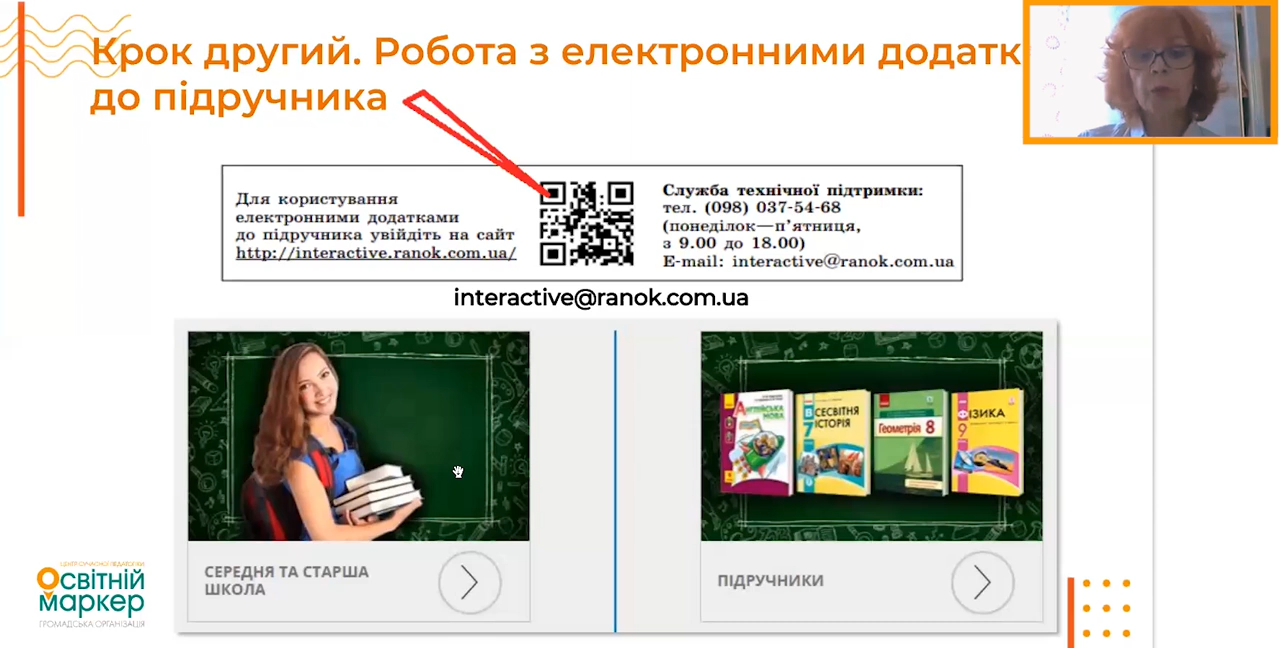 Крок другий. Робота з електронними додатк
до підручника
Для користування
електронними додатками
до підручника увійдіть на сайт
http://interactive.ranok.com.ua/
Служба технічної підтримки:
тел. (098) 037-54-68
(понеділок—п’ятниця,
з 9.00 до 18.00)
E-mail: interactive@ranok.com.ua
interactive@ranok.com.ua
АНГЛІЙСЬКА
МОВА
ВСЕСВІТНЯ
ІСТОРІЯ
7
Геометрія 8
ФІЗИКА
9
СЕРЕДНЯ ТА СТАРША
ШКОЛА
ПІДРУЧНИКИ
ЦЕНТР СУЧАСНОЇ ПЕДАГОГІКИ
Освітній
маркер
ГРОМАДСЬКА ОРГАНІЗАЦІЯ